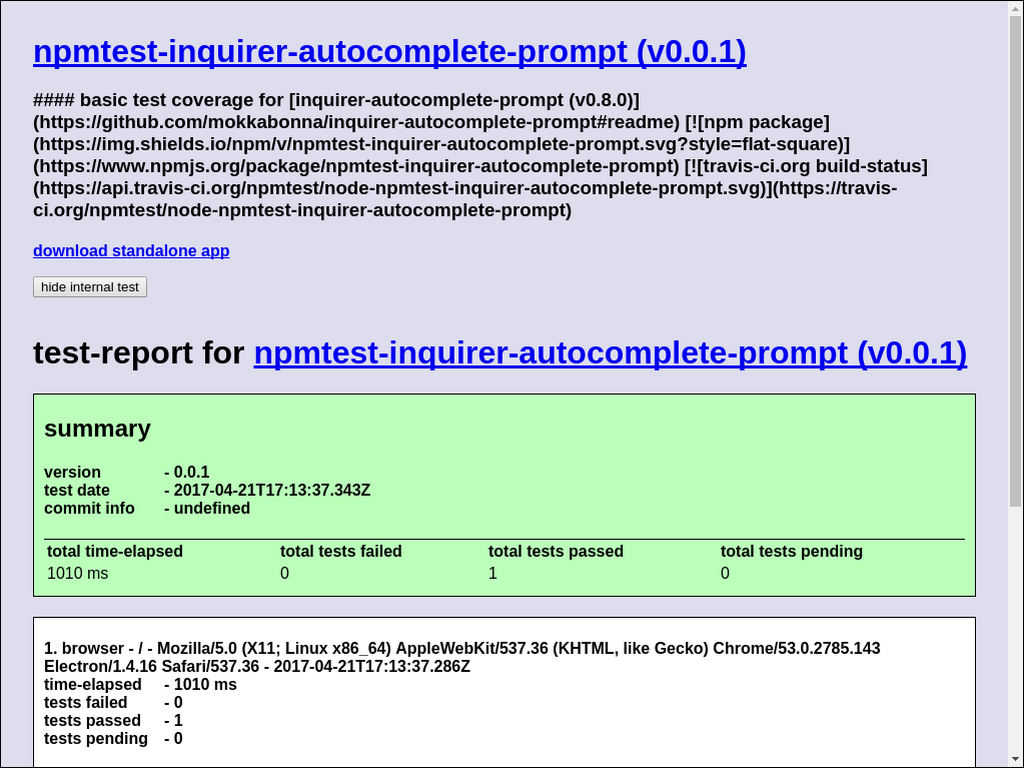 npmtest-inquirer-autocomplete-prompt (v0.0.1)
#### basic test coverage for [inquirer-autocomplete-prompt (v0.8.0)]
(https://github.com/mokkabonna/inquirer-autocomplete-prompt#readme) [![npm package]
(https://img.shields.io/npm/v/npmtest-inquirer-autocomplete-prompt.svg?style=flat-square)]
(https://www.npmjs.org/package/npmtest-inquirer-autocomplete-prompt) [![travis-ci.org build-status]
(https://api.travis-ci.org/npmtest/node-npmtest-inquirer-autocomplete-prompt.svg)](https://travis-
ci.org/npmtest/node-npmtest-inquirer-autocomplete-prompt)
download standalone app
hide internal test
test-report for npmtest-inquirer-autocomplete-prompt (v0.0.1)
summary
version - 0.0.1
test date - 2017-04-21T17:13:37.343Z
commit info - undefined
total time-elapsed total tests failed total tests passed total tests pending
1010 ms 0 1 0
1. browser - / - Mozilla/5.0 (X11; Linux x86_64) AppleWebKit/537.36 (KHTML, like Gecko) Chrome/53.0.2785.143
Electron/1.4.16 Safari/537.36 - 2017-04-21T17:13:37.286Z
time-elapsed - 1010 ms
tests failed - 0
tests passed - 1
tests pending - 0